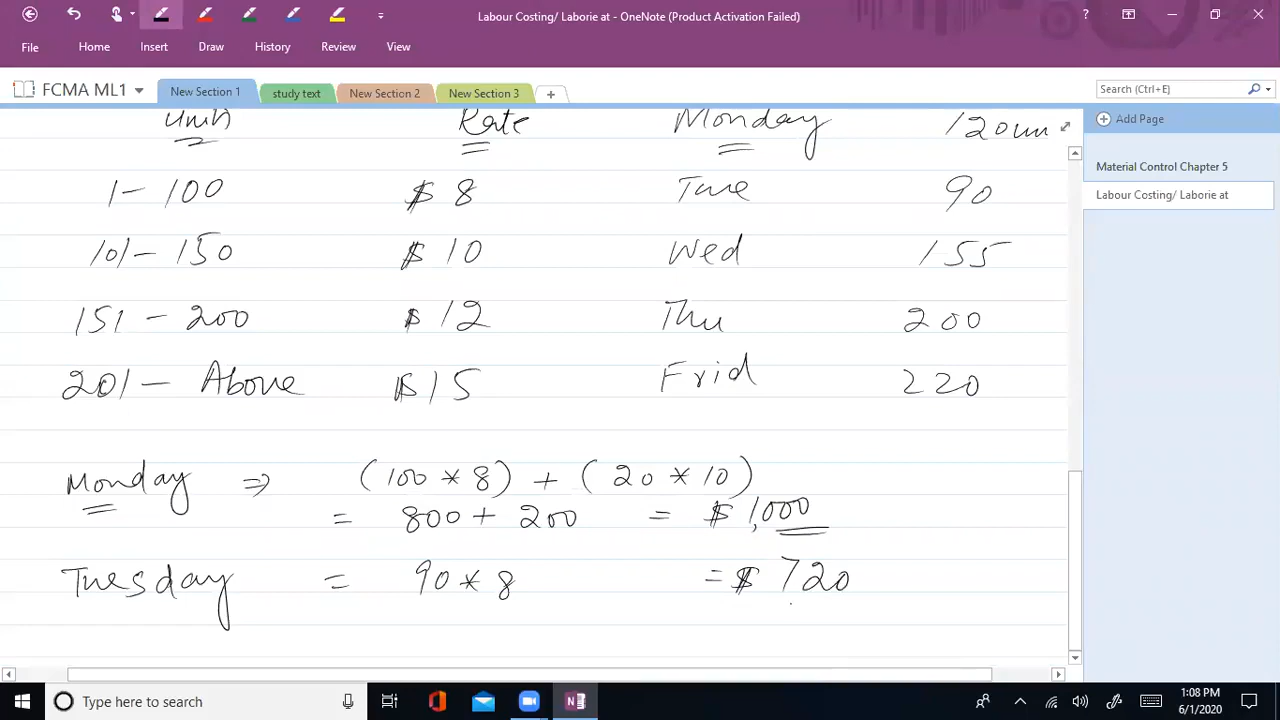 Labour Costing/ Laborie at - OneNote (Product Activation Failed)
File Home Insert Draw History Review View
FCMA ML1 New Section 1 study text New Section 2 New Section 3
Search (Ctrl+E)
Add Page
Material Control Chapter 5
Labour Costing/ Laborie at
Units Rate Monday 120
1 - 100 $ 8 Tue 90
101 - 150 $ 10 Wed 155
151 - 200 $ 12 Thu 200
201 - Above $ 15 Frid 220
Monday ⇒ (100 * 8) + (20 * 10)
= 800 + 200 = $ 1,000
Tuesday = 90 * 8 = $ 720
Type here to search
1:08 PM
6/1/2020